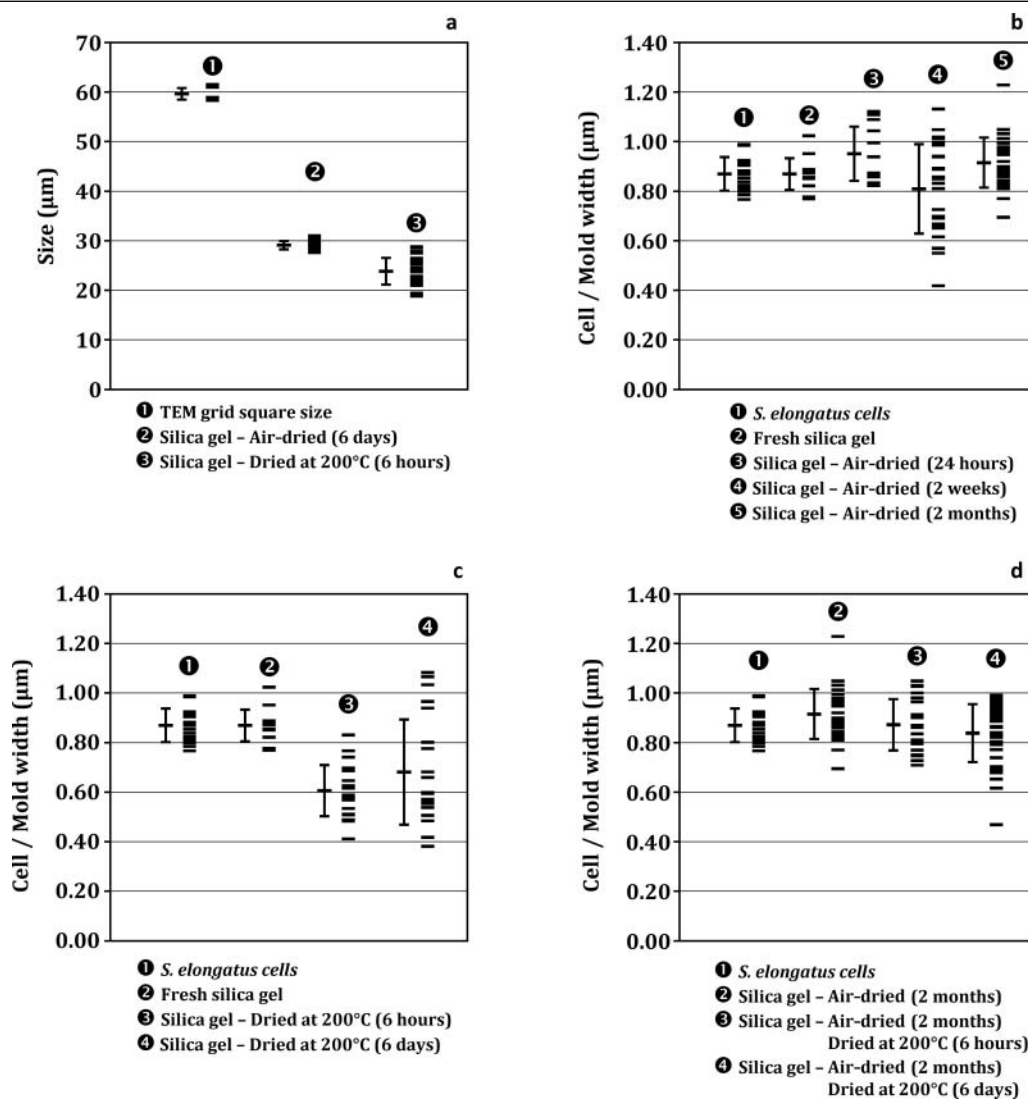 a
70
60
50
40
30
20
10
0
Size (µm)
❶
❷
❸
❶ TEM grid square size
❷ Silica gel – Air-dried (6 days)
❸ Silica gel – Dried at 200°C (6 hours)
b
1.40
1.20
1.00
0.80
0.60
0.40
0.20
0.00
Cell / Mold width (µm)
❶
❷
❸
❹
❺
❶ S. elongatus cells
❷ Fresh silica gel
❸ Silica gel – Air-dried (24 hours)
❹ Silica gel – Air-dried (2 weeks)
❺ Silica gel – Air-dried (2 months)
c
1.40
1.20
1.00
0.80
0.60
0.40
0.20
0.00
Cell / Mold width (µm)
❶
❷
❸
❹
❶ S. elongatus cells
❷ Fresh silica gel
❸ Silica gel – Dried at 200°C (6 hours)
❹ Silica gel – Dried at 200°C (6 days)
d
1.40
1.20
1.00
0.80
0.60
0.40
0.20
0.00
Cell / Mold width (µm)
❶
❷
❸
❹
❶ S. elongatus cells
❷ Silica gel – Air-dried (2 months)
❸ Silica gel – Air-dried (2 months)
Dried at 200°C (6 hours)
❹ Silica gel – Air-dried (2 months)
Dried at 200°C (6 days)